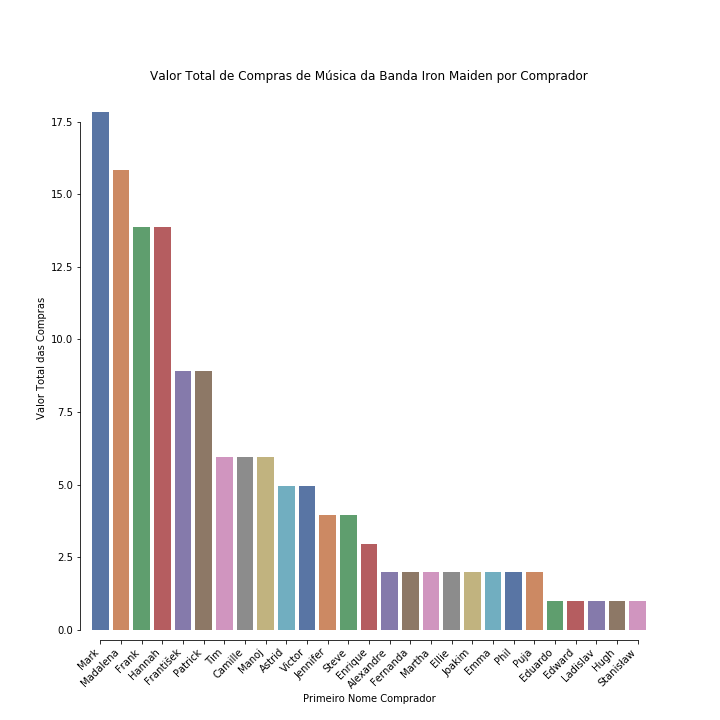 Valor Total de Compras de Música da Banda Iron Maiden por Comprador
17.5
15.0
12.5
10.0
7.5
5.0
2.5
0.0
Valor Total das Compras
Mark
Madalena
Frank
Hannah
František
Patrick
Tim
Camille
Manoj
Astrid
Victor
Jennifer
Steve
Enrique
Alexandre
Fernanda
Martha
Ellie
Joakim
Emma
Phil
Puja
Eduardo
Edward
Ladislav
Hugh
Stanisław
Primeiro Nome Comprador